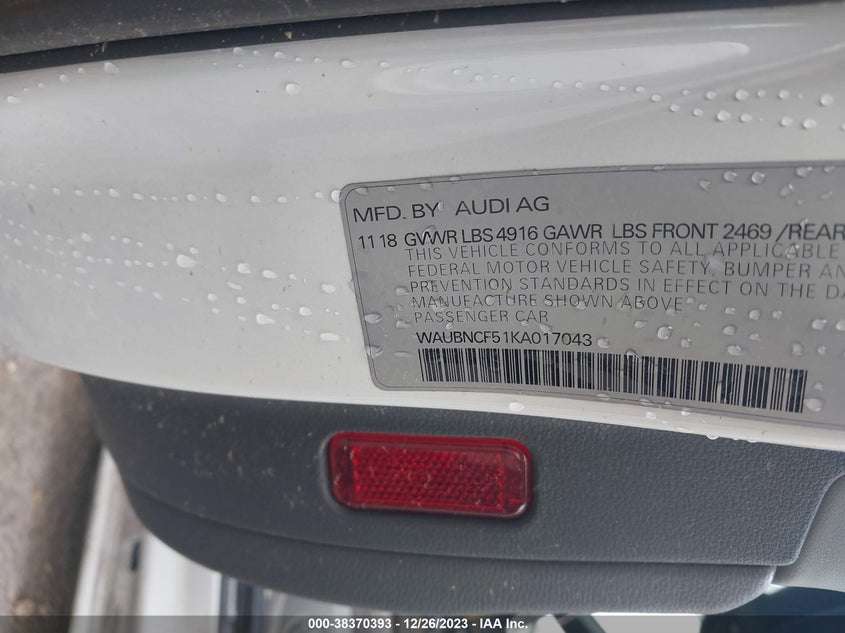 MFD. BY AUDI AG
11 18 GVWR LBS 4916 GAWR LBS FRONT 2469 /REAR
THIS VEHICLE CONFORMS TO ALL APPLICABLE
FEDERAL MOTOR VEHICLE SAFETY, BUMPER AN
PREVENTION STANDARDS IN EFFECT ON THE DA
MANUFACTURE SHOWN ABOVE
PASSENGER CAR
WAUBNCF51KA017043
000-38370393 / 12/26/2023 - IAA Inc.